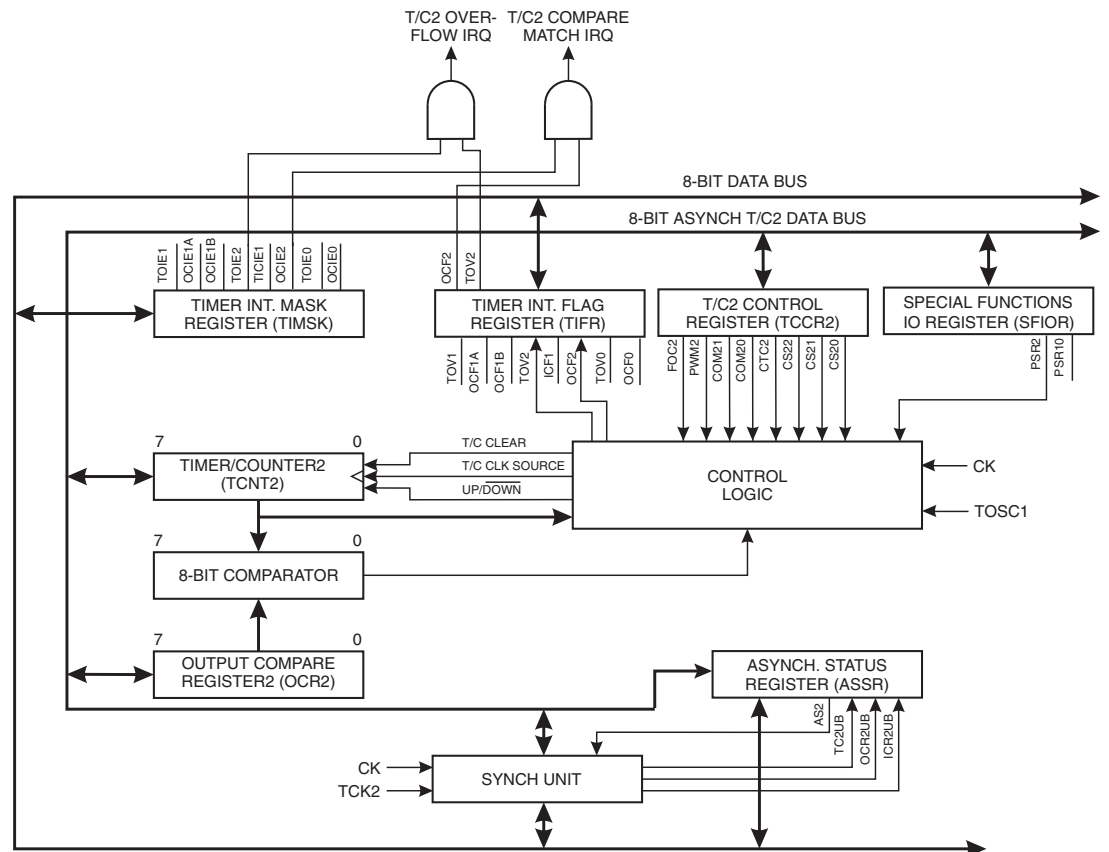 T/C2 OVER-
FLOW IRQ
T/C2 COMPARE
MATCH IRQ
8-BIT DATA BUS
8-BIT ASYNCH T/C2 DATA BUS
TOIE1
OCIE1A
OCIE1B
TOIE2
TICIE1
OCIE2
TOIE0
OCIE0
OCF2
TOV2
TIMER INT. MASK
REGISTER (TIMSK)
TIMER INT. FLAG
REGISTER (TIFR)
T/C2 CONTROL
REGISTER (TCCR2)
SPECIAL FUNCTIONS
IO REGISTER (SFIOR)
TOV1
OCF1A
OCF1B
TOV2
ICF1
OCF2
TOV0
OCF0
FOC2
PWM2
COM21
COM20
CTC2
CS22
CS21
CS20
PSR2
PSR10
7 0
TIMER/COUNTER2
(TCNT2)
T/C CLEAR
T/C CLK SOURCE
UP/DOWN
CONTROL
LOGIC
CK
TOSC1
7 0
8-BIT COMPARATOR
7 0
OUTPUT COMPARE
REGISTER2 (OCR2)
ASYNCH. STATUS
REGISTER (ASSR)
AS2
TC2UB
OCR2UB
ICR2UB
CK
TCK2
SYNCH UNIT